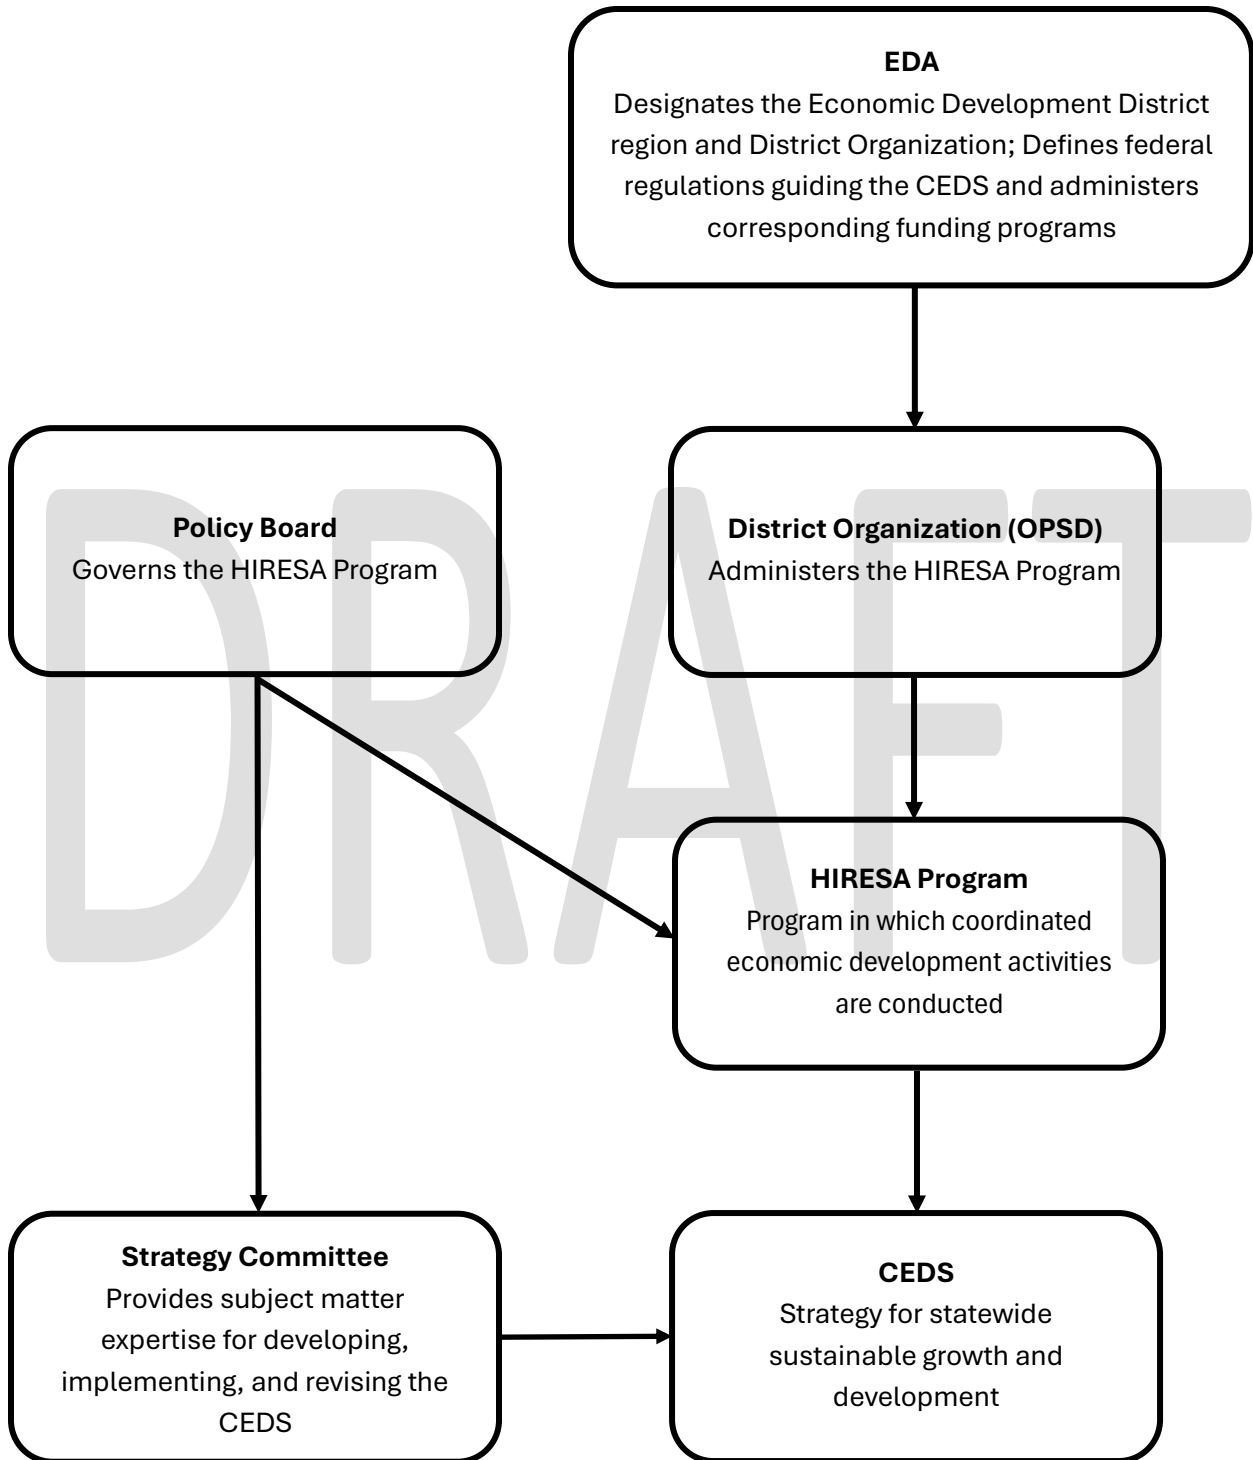 EDA
Designates the Economic Development District
region and District Organization; Defines federal
regulations guiding the CEDS and administers
corresponding funding programs
Policy Board
Governs the HIRESA Program
District Organization (OPSD)
Administers the HIRESA Program
DRAFT
HIRESA Program
Program in which coordinated
economic development activities
are conducted
Strategy Committee
Provides subject matter
expertise for developing,
implementing, and revising the
CEDS
CEDS
Strategy for statewide
sustainable growth and
development